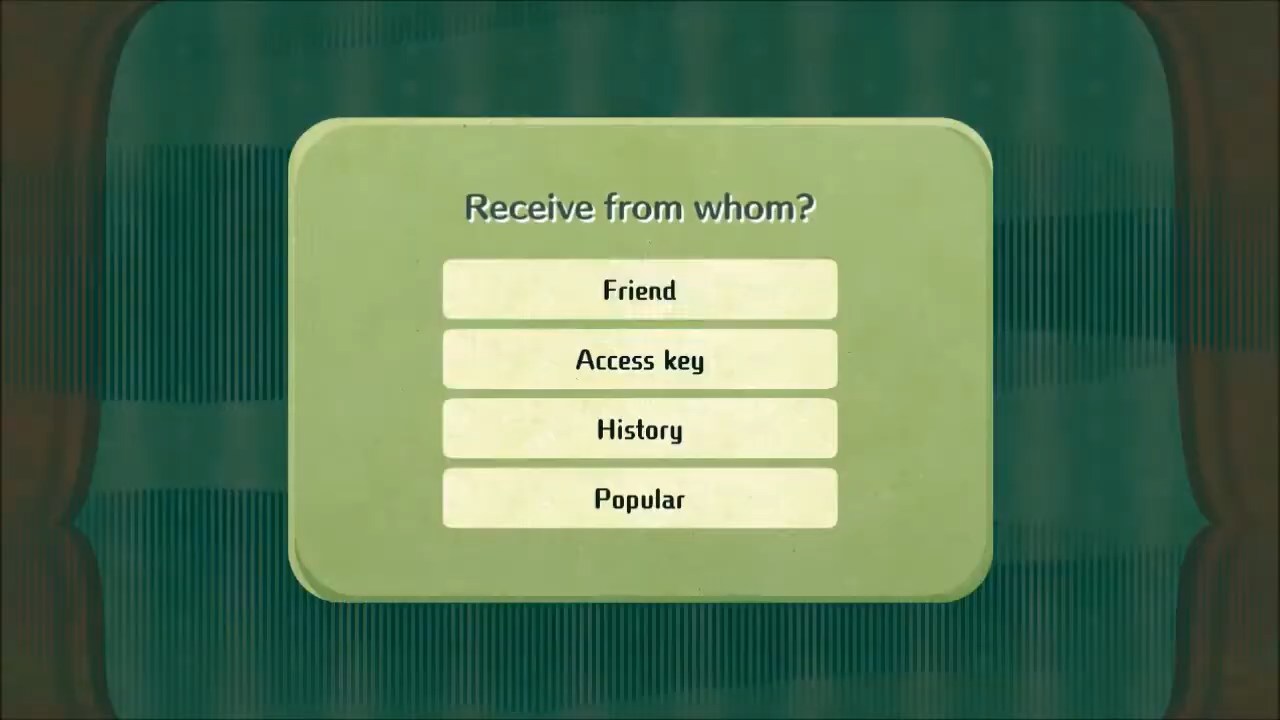 Receive from whom?
Friend
Access key
History
Popular